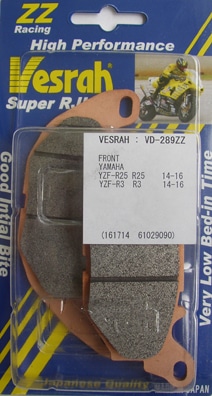 ZZ
Racing
High Performance
Vesrah
Super R.
VESRAH : VD-289ZZ
FRONT
YAMAHA
YZF-R25 R25 14-16
YZF-R3 R3 14-16
(161714 61029090)
Good Initial Bite
Very Low Bed-in Time
Japanese Quality
JAPAN